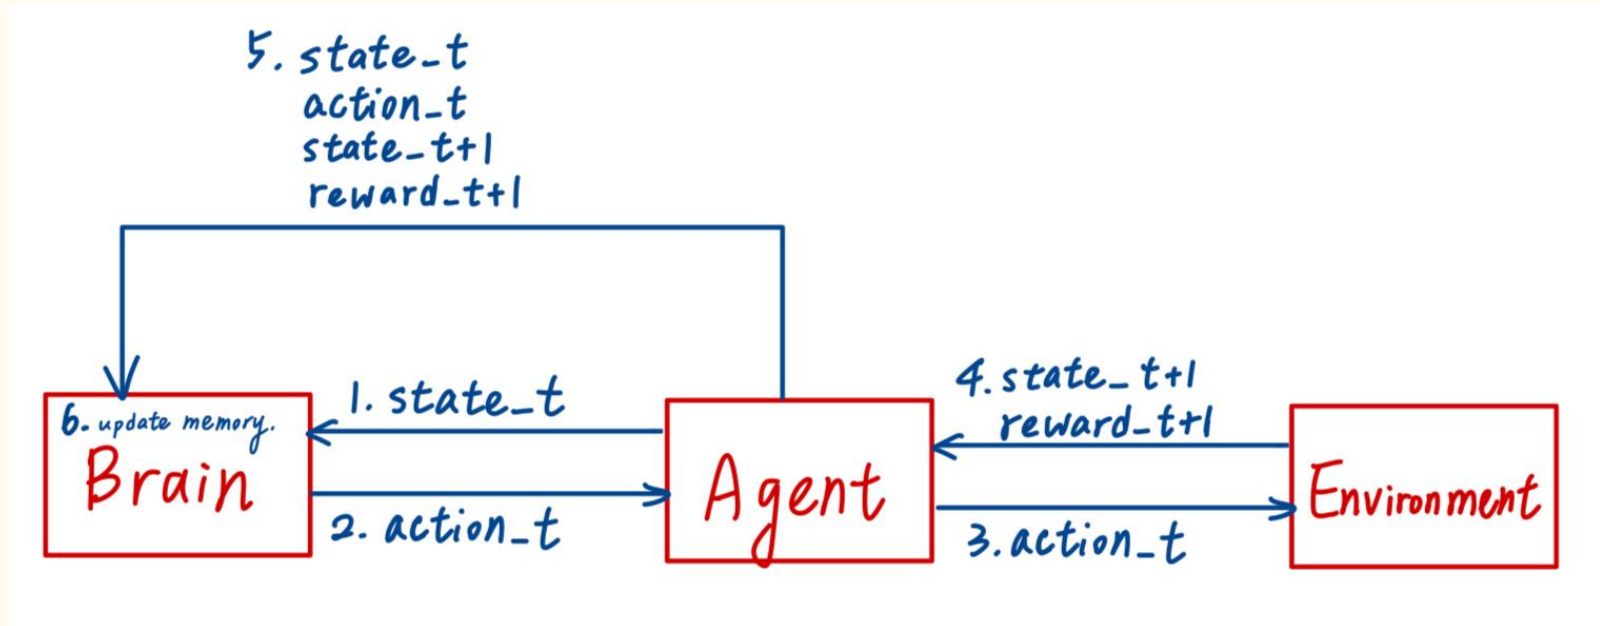 5. state_t
action_t
state_t+1
reward_t+1
6. update memory.
Brain
1. state_t
2. action_t
Agent
4. state_t+1
reward_t+1
3. action_t
Environment